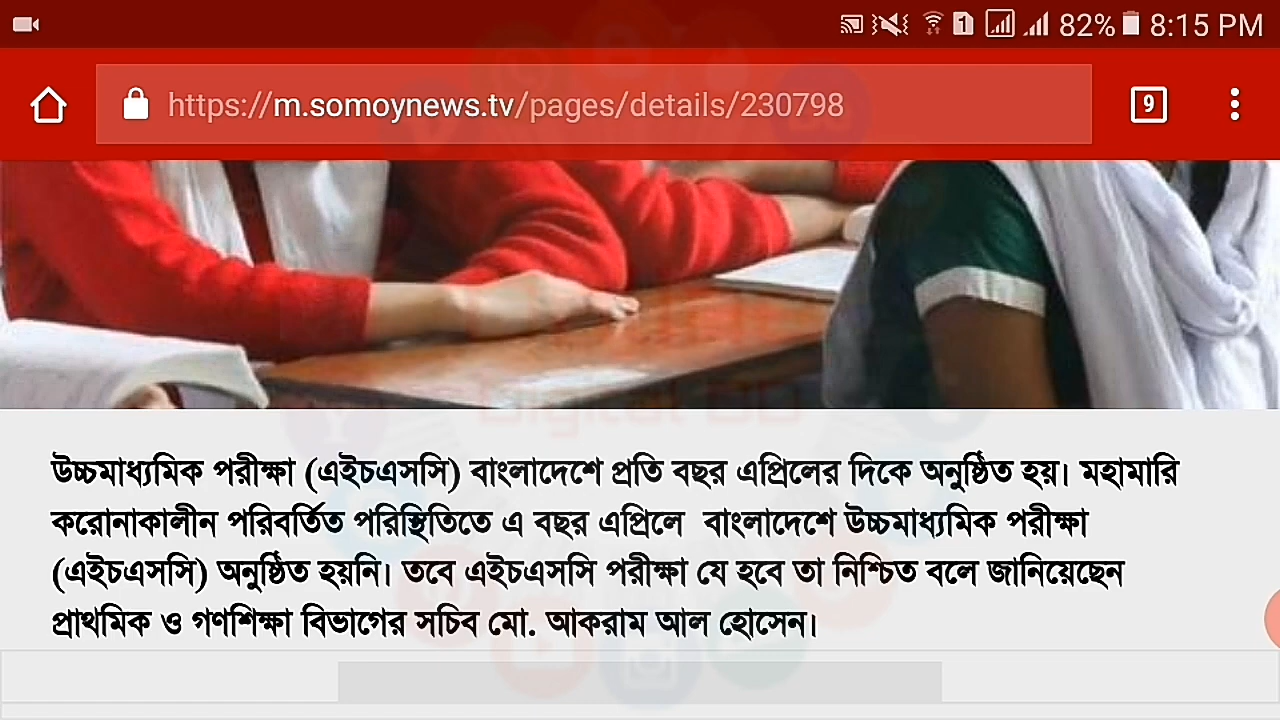 82% 8:15 PM
https://m.somoynews.tv/pages/details/230798
9
উচ্চমাধ্যমিক পরীক্ষা (এইচএসসি) বাংলাদেশে প্রতি বছর এপ্রিলের দিকে অনুষ্ঠিত হয়। মহামারি
করোনাকালীন পরিবর্তিত পরিস্থিতিতে এ বছর এপ্রিলে বাংলাদেশে উচ্চমাধ্যমিক পরীক্ষা
(এইচএসসি) অনুষ্ঠিত হয়নি। তবে এইচএসসি পরীক্ষা যে হবে তা নিশ্চিত বলে জানিয়েছেন
প্রাথমিক ও গণশিক্ষা বিভাগের সচিব মো. আকরাম আল হোসেন।